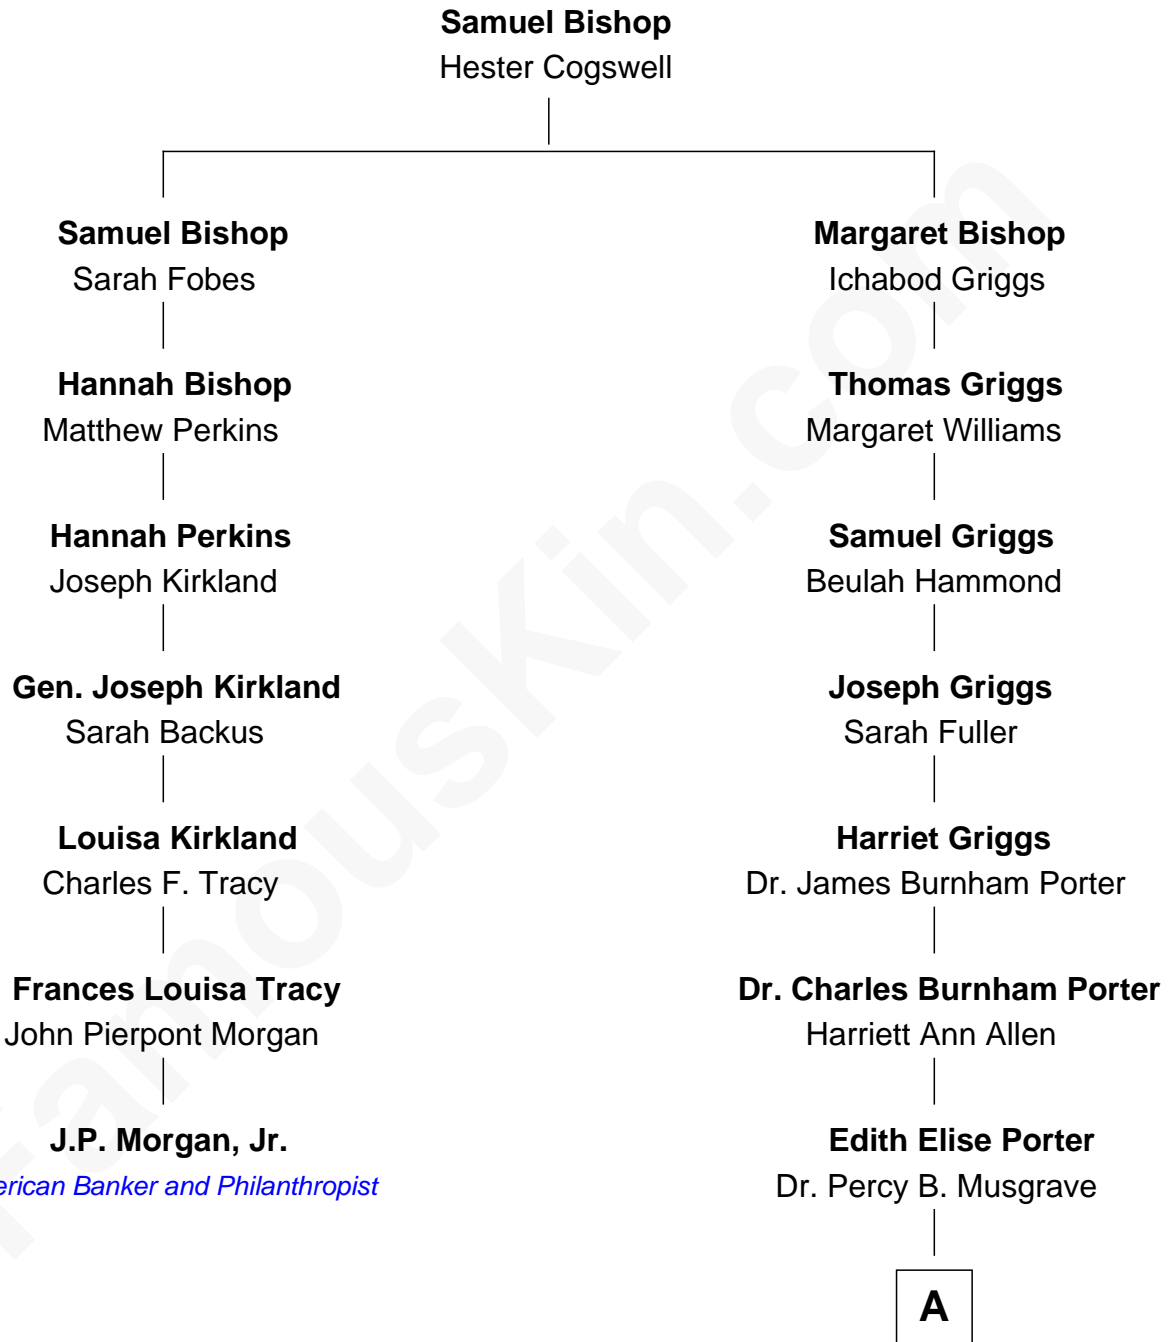 Samuel Bishop
Hester Cogswell
Samuel Bishop
Sarah Fobes
Hannah Bishop
Matthew Perkins
Hannah Perkins
Joseph Kirkland
Gen. Joseph Kirkland
Sarah Backus
Louisa Kirkland
Charles F. Tracy
Frances Louisa Tracy
John Pierpont Morgan
J.P. Morgan, Jr.
erican Banker and Philanthropist
Margaret Bishop
Ichabod Griggs
Thomas Griggs
Margaret Williams
Samuel Griggs
Beulah Hammond
Joseph Griggs
Sarah Fuller
Harriet Griggs
Dr. James Burnham Porter
Dr. Charles Burnham Porter
Harriett Ann Allen
Edith Elise Porter
Dr. Percy B. Musgrave
A
FamousKin.com